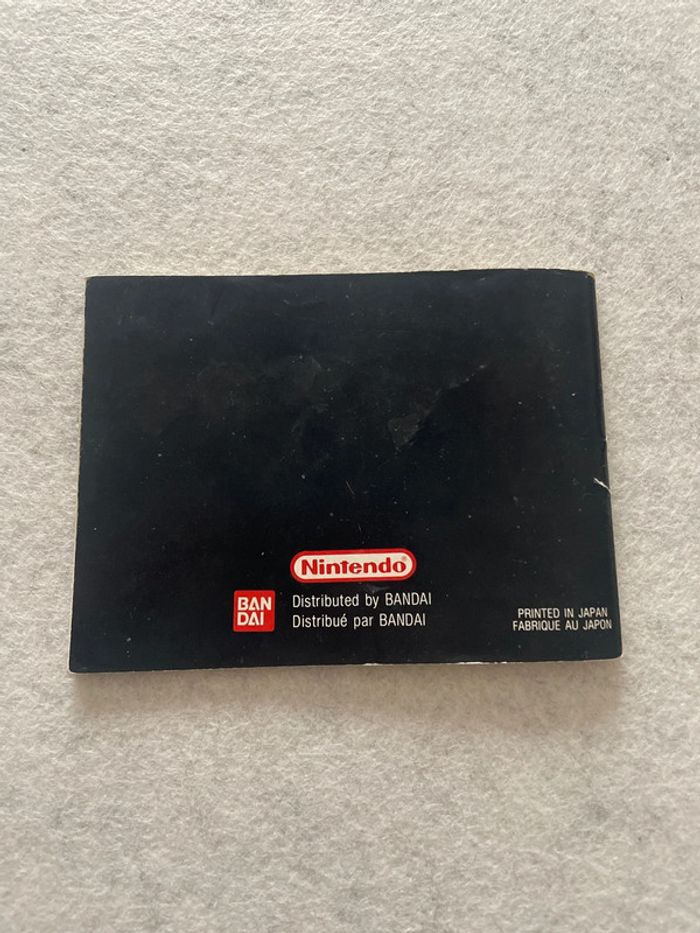 Nintendo®
BAN
DAI
Distributed by BANDAI
Distribué par BANDAI
PRINTED IN JAPAN
FABRIQUE AU JAPON